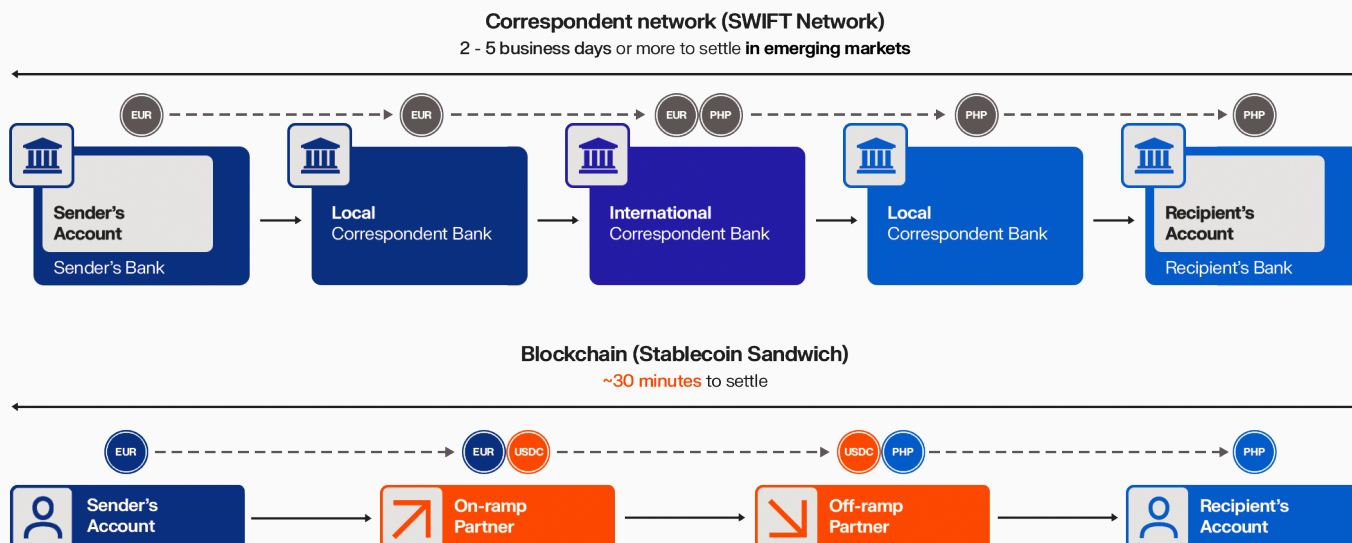 Correspondent network (SWIFT Network)
2 - 5 business days or more to settle in emerging markets
EUR
EUR
EUR
PHP
PHP
PHP
Sender's
Account
Sender's Bank
Local
Correspondent Bank
International
Correspondent Bank
Local
Correspondent Bank
Recipient's
Account
Recipient's Bank
Blockchain (Stablecoin Sandwich)
~30 minutes to settle
EUR
EUR
USDC
USDC
PHP
PHP
Sender's
Account
On-ramp
Partner
Off-ramp
Partner
Recipient's
Account